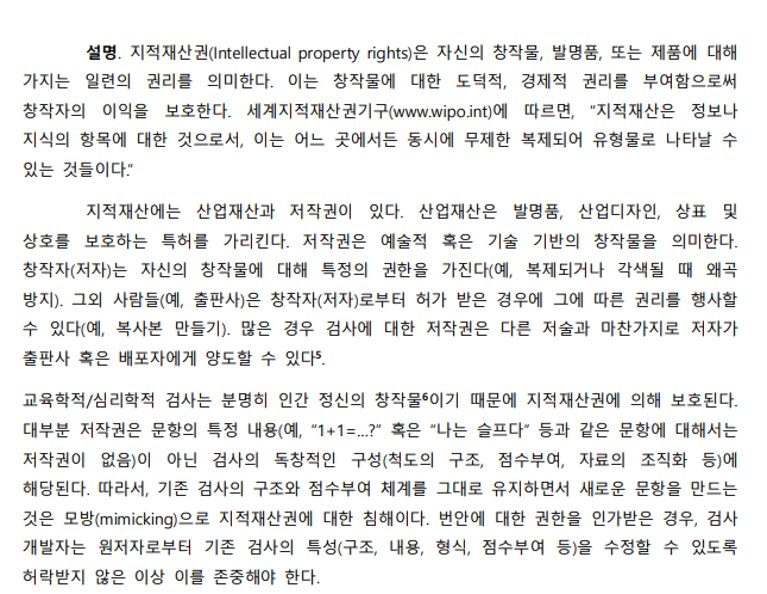 설명. 지적재산권(Intellectual property rights)은 자신의 창작물, 발명품, 또는 제품에 대해
가지는 일련의 권리를 의미한다. 이는 창작물에 대한 도덕적, 경제적 권리를 부여함으로써
창작자의 이익을 보호한다. 세계지적재산권기구(www.wipo.int)에 따르면, “지적재산은 정보나
지식의 항목에 대한 것으로서, 이는 어느 곳에서든 동시에 무제한 복제되어 유형물로 나타날 수
있는 것들이다.”
지적재산에는 산업재산과 저작권이 있다. 산업재산은 발명품, 산업디자인, 상표 및
상호를 보호하는 특허를 가리킨다. 저작권은 예술적 혹은 기술 기반의 창작물을 의미한다.
창작자(저자)는 자신의 창작물에 대해 특정의 권한을 가진다(예, 복제되거나 각색될 때 왜곡
방지). 그외 사람들(예, 출판사)은 창작자(저자)로부터 허가 받은 경우에 그에 따른 권리를 행사할
수 있다(예, 복사본 만들기). 많은 경우 검사에 대한 저작권은 다른 저술과 마찬가지로 저자가
출판사 혹은 배포자에게 양도할 수 있다⁵.
교육학적/심리학적 검사는 분명히 인간 정신의 창작물⁶이기 때문에 지적재산권에 의해 보호된다.
대부분 저작권은 문항의 특정 내용(예, “1+1=...?” 혹은 “나는 슬프다” 등과 같은 문항에 대해서는
저작권이 없음)이 아닌 검사의 독창적인 구성(척도의 구조, 점수부여, 자료의 조직화 등)에
해당된다. 따라서, 기존 검사의 구조와 점수부여 체계를 그대로 유지하면서 새로운 문항을 만드는
것은 모방(mimicking)으로 지적재산권에 대한 침해이다. 번안에 대한 권한을 인가받은 경우, 검사
개발자는 원저자로부터 기존 검사의 특성(구조, 내용, 형식, 점수부여 등)을 수정할 수 있도록
허락받지 않은 이상 이를 존중해야 한다.